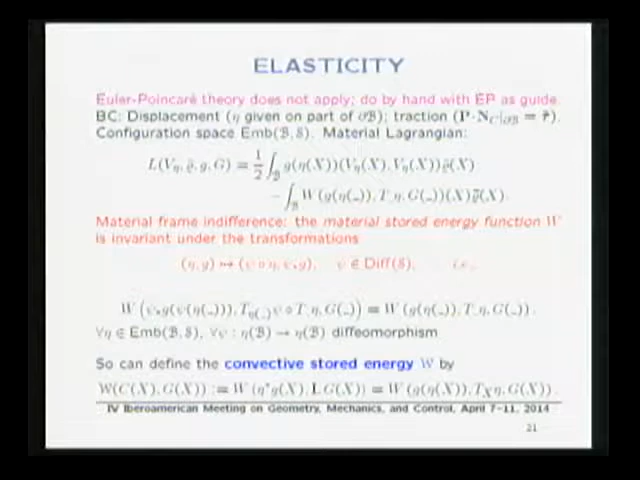 ELASTICITY
Euler-Poincaré theory does not apply; do by hand with EP as guide.
BC: Displacement (η given on part of ∂𝓑); traction (P·N_C|_∂𝓑 = τ̃).
Configuration space Emb(𝓑, 𝒮). Material Lagrangian:
L(V_η, ρ̄, g, G) = 1/2 ∫_𝓑 g(η(X))(V_η(X), V_η(X))ρ̄(X)
− ∫_𝓑 W(g(η(_)), T_η, G(_))(X)ρ̄(X).
Material frame indifference: the material stored energy function W is invariant under the transformations
(η, g) ↦ (ψ ∘ η, ψ_*g), ψ ∈ Diff(𝒮), i.e.,
W(ψ_*g(ψ(η(_))), T_η(_)ψ ∘ T_η, G(_)) = W(g(η(_)), T_η, G(_)).
∀η ∈ Emb(𝓑, 𝒮), ∀ψ : η(𝓑) → η(𝓑) diffeomorphism
So can define the convective stored energy 𝒲 by
𝒲(C(X), G(X)) := W(η*g(X), I, G(X)) = W(g(η(X)), T_Xη, G(X)).
IV Iberoamerican Meeting on Geometry, Mechanics, and Control, April 7-11, 2014
21